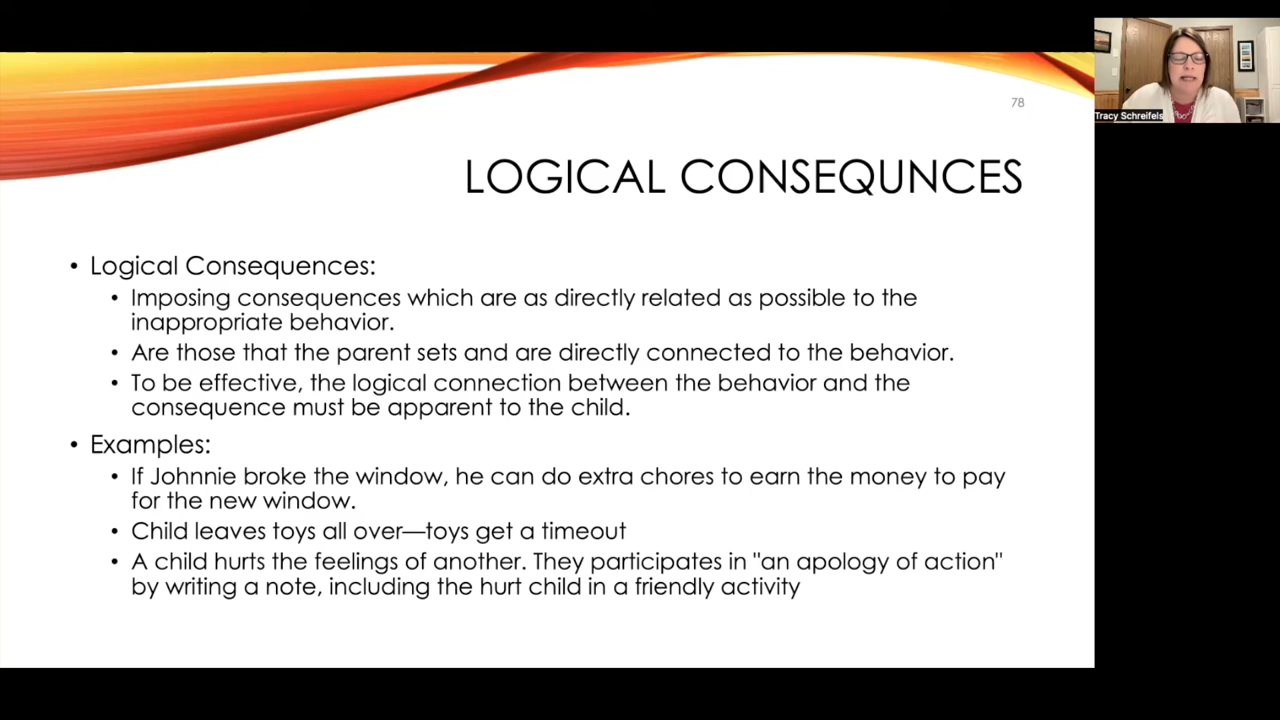 78
LOGICAL CONSEQUNCES
• Logical Consequences:
• Imposing consequences which are as directly related as possible to the
inappropriate behavior.
• Are those that the parent sets and are directly connected to the behavior.
• To be effective, the logical connection between the behavior and the
consequence must be apparent to the child.
• Examples:
• If Johnnie broke the window, he can do extra chores to earn the money to pay
for the new window.
• Child leaves toys all over—toys get a timeout
• A child hurts the feelings of another. They participates in "an apology of action"
by writing a note, including the hurt child in a friendly activity
Tracy Schreifels